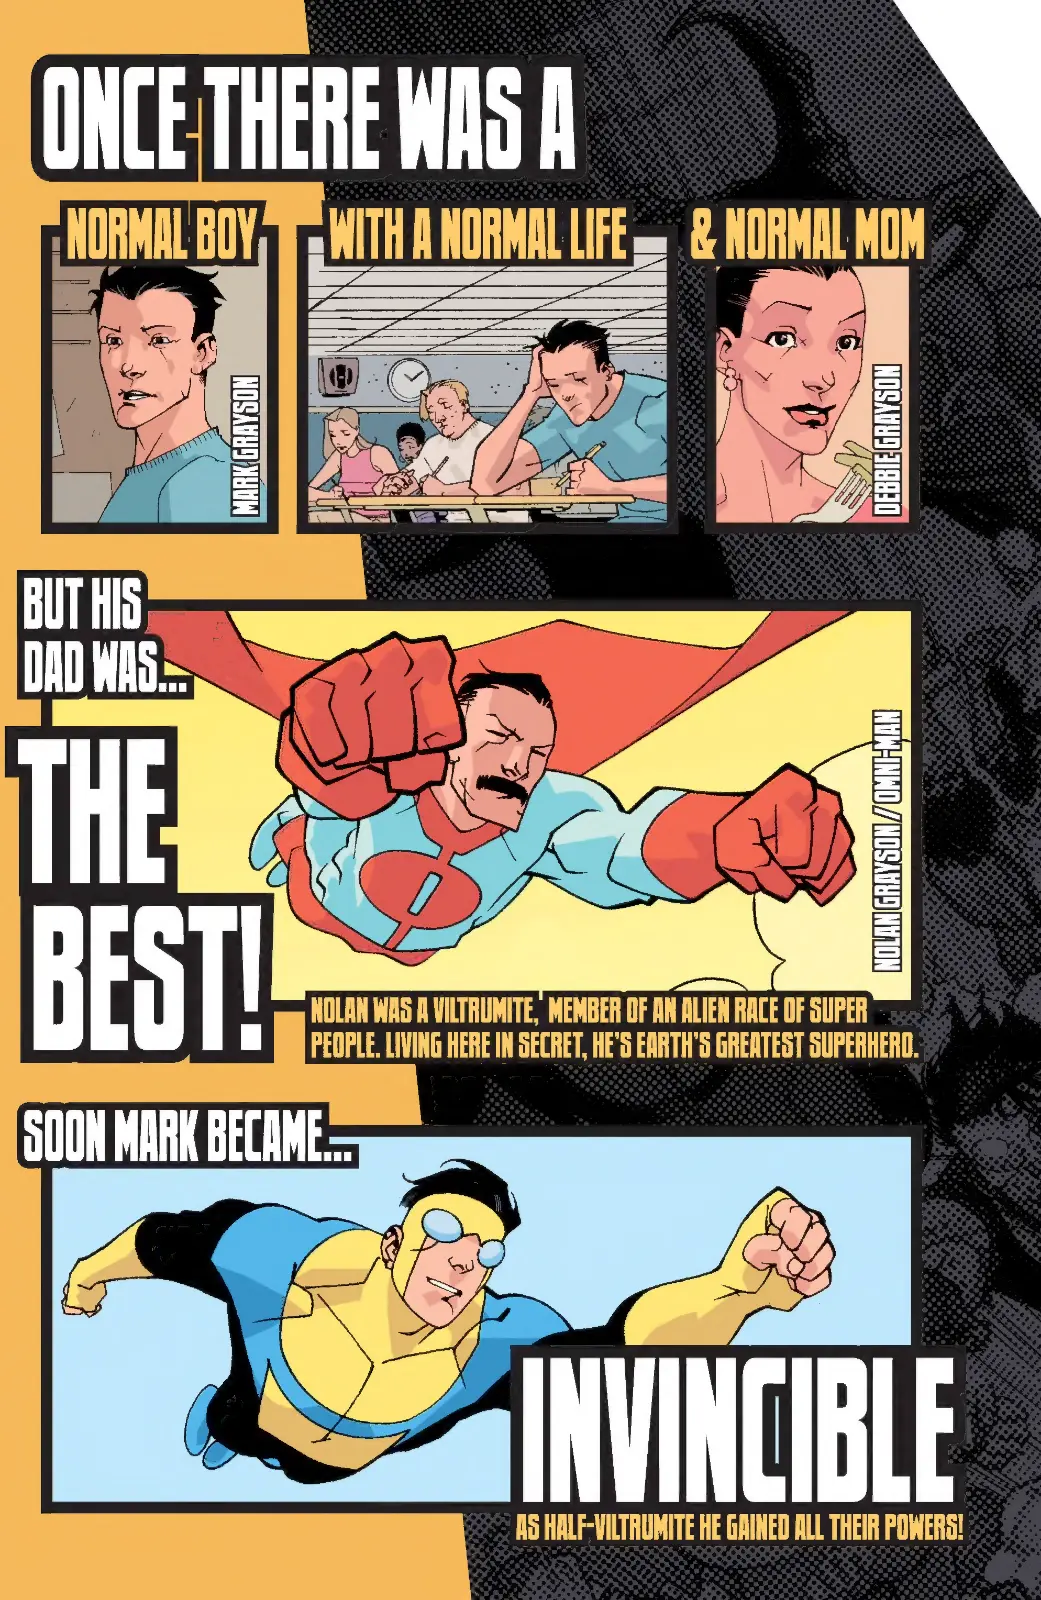 ONCE THERE WAS A
NORMAL BOY
WITH A NORMAL LIFE
& NORMAL MOM
MARK GRAYSON
DEBBIE GRAYSON
BUT HIS
DAD WAS...
THE
BEST!
NOLAN GRAYSON // OMNI-MAN
NOLAN WAS A VILTRUMITE, MEMBER OF AN ALIEN RACE OF SUPER
PEOPLE. LIVING HERE IN SECRET, HE'S EARTH'S GREATEST SUPERHERO.
SOON MARK BECAME...
INVINCIBLE
AS HALF-VILTRUMITE HE GAINED ALL THEIR POWERS!